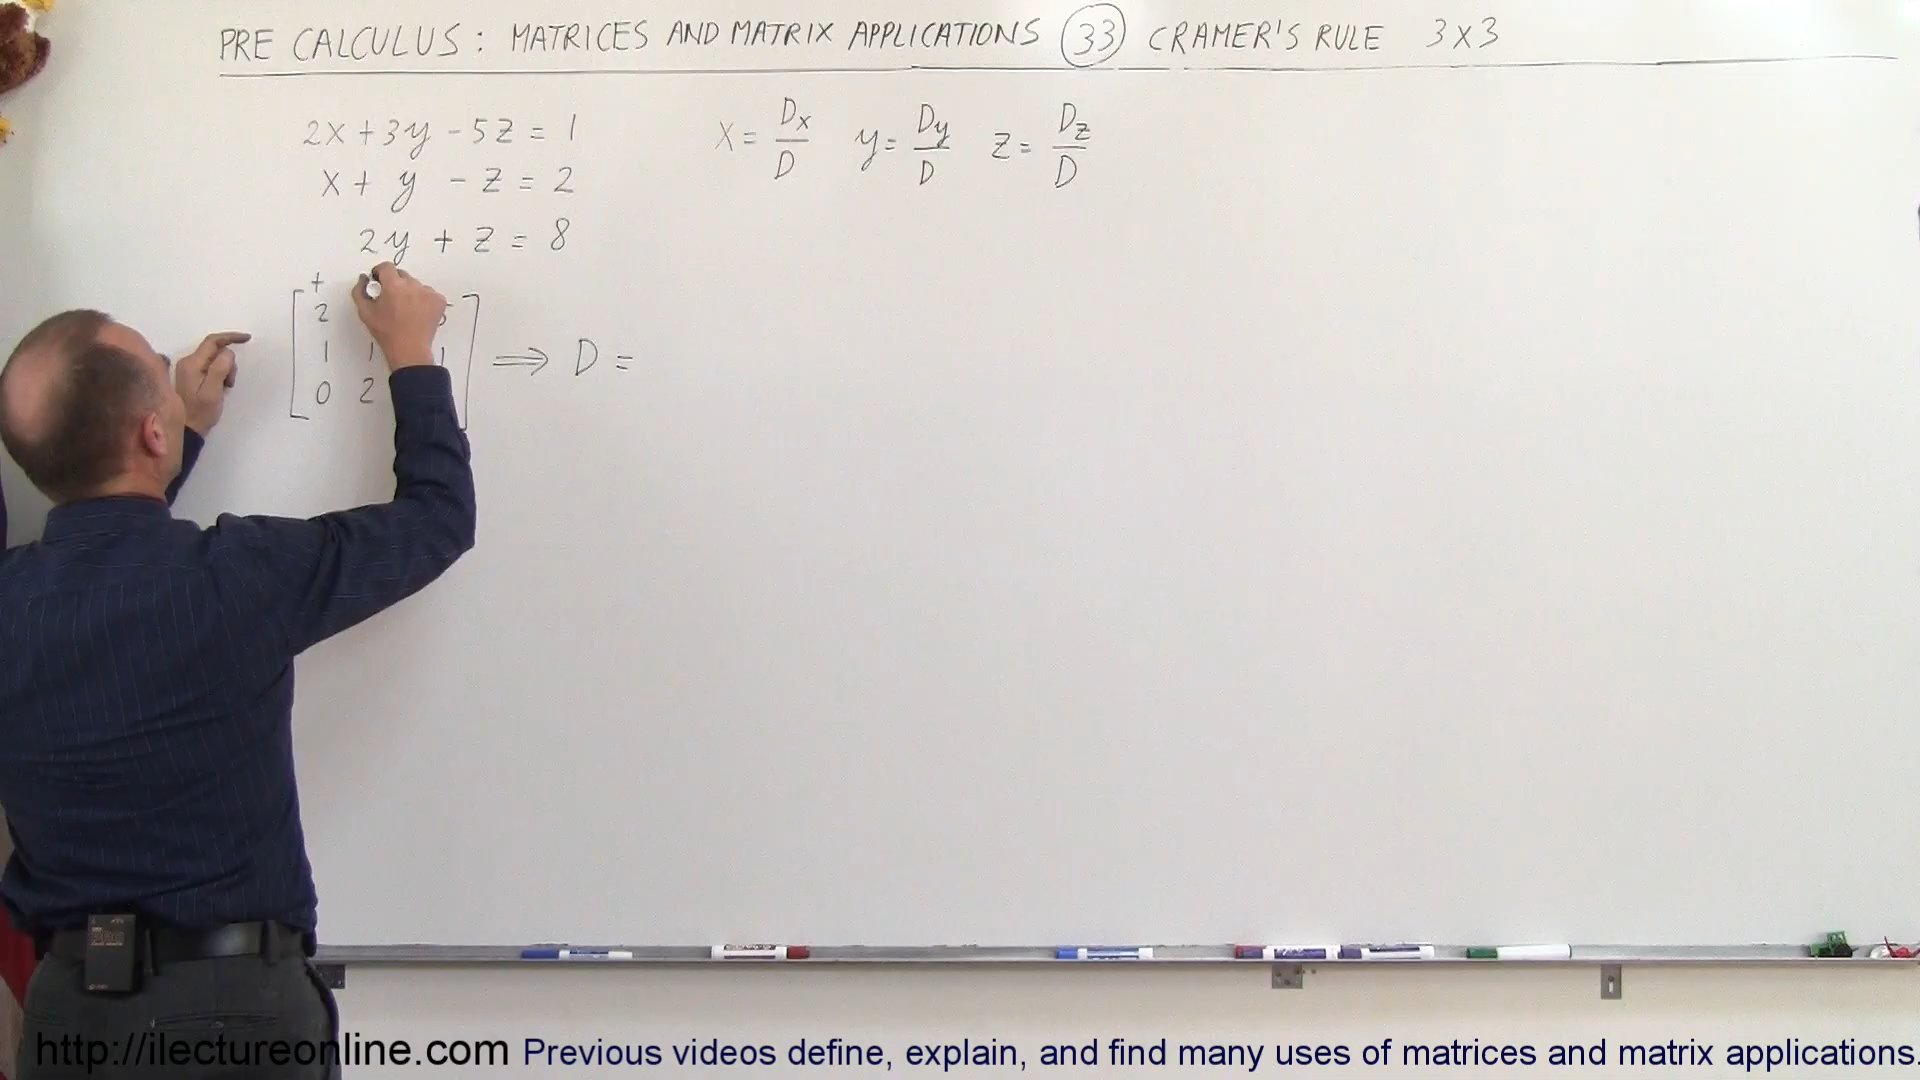 PRE CALCULUS: MATRICES AND MATRIX APPLICATIONS 33 CRAMER'S RULE 3X3
2x+3y-5z=1
x+y-z=2
2y+z=8
x=Dx/D y=Dy/D z=Dz/D
+
2
1 1 1
0 2
⟹ D=
http://ilectureonline.com Previous videos define, explain, and find many uses of matrices and matrix applications.